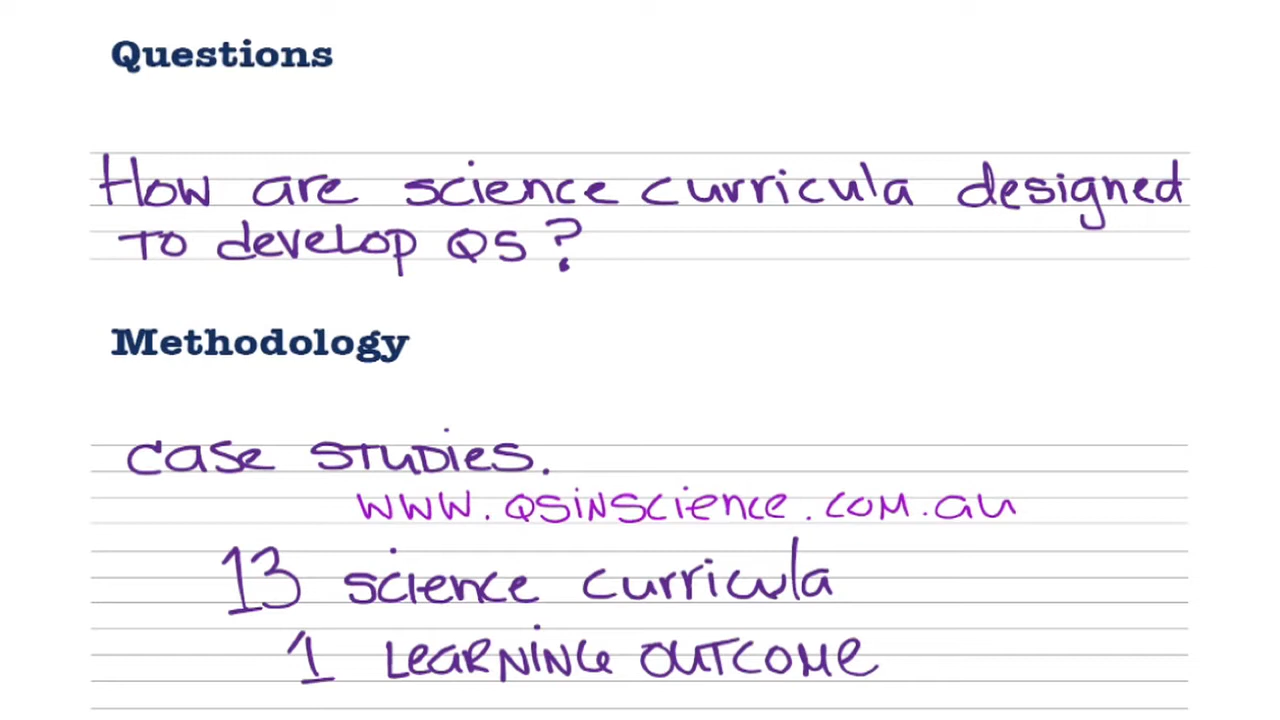 Questions
How are science curricula designed
to develop QS?
Methodology
case studies.
www.qsinscience.com.au
13 science curricula
1 LEARNING OUTCOME